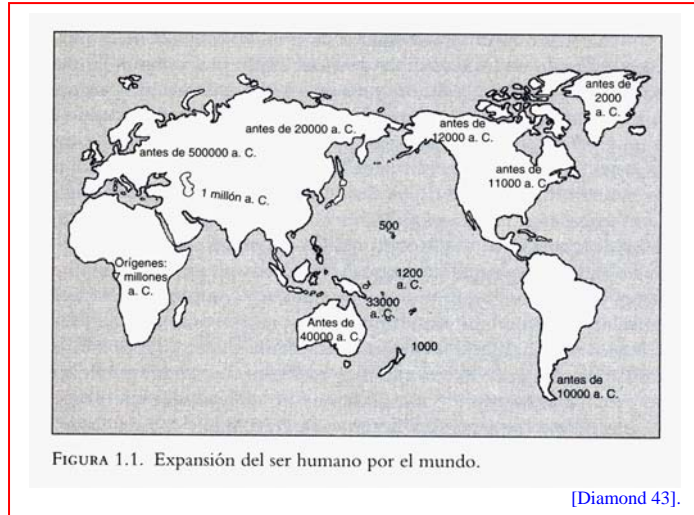 antes de
2000
a. C.
antes de 20000 a. C.
antes de
12000 a. C.
antes de 500000 a. C.
antes de
11000 a. C
1 millón a. C.
500
Orígenes:
7 millones
a. C.
1200
a. C.
33000
a. C.
Antes de
40000 a. C.
1000
antes de
10000 a. C.
FIGURA 1.1. Expansión del ser humano por el mundo.
[Diamond 43].